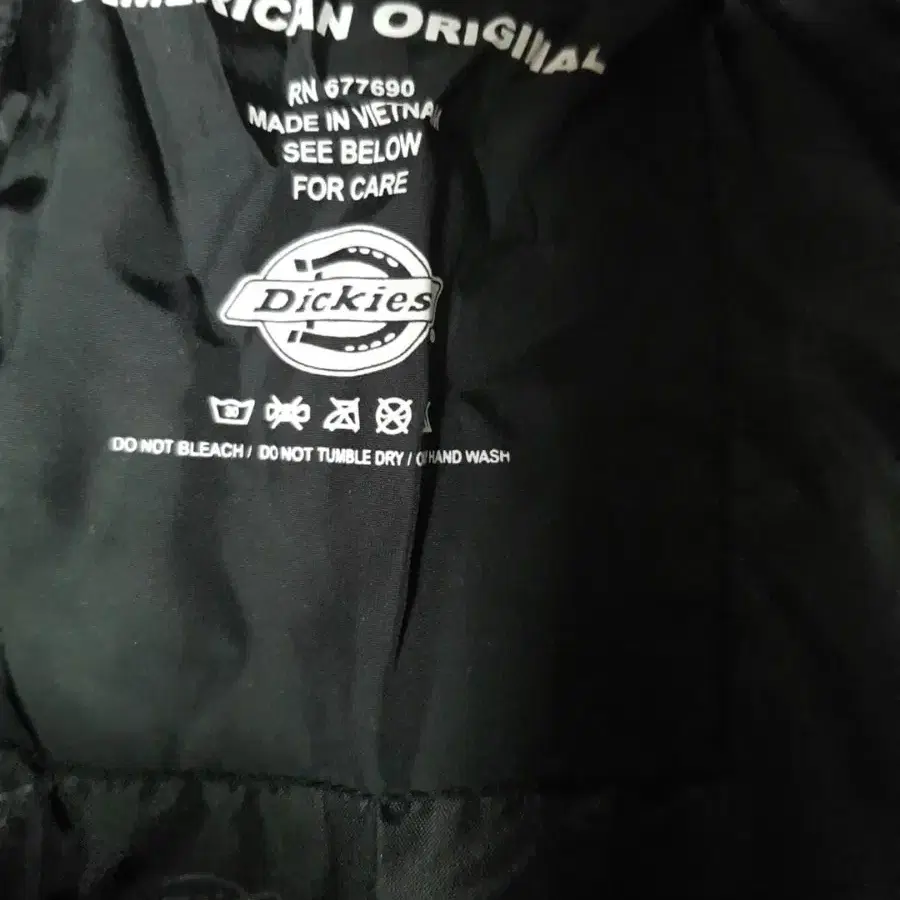 AMERICAN ORIGINAL
RN 677690
MADE IN VIETNAM
SEE BELOW
FOR CARE
Dickies
30
DO NOT BLEACH / DO NOT TUMBLE DRY / HAND WASH